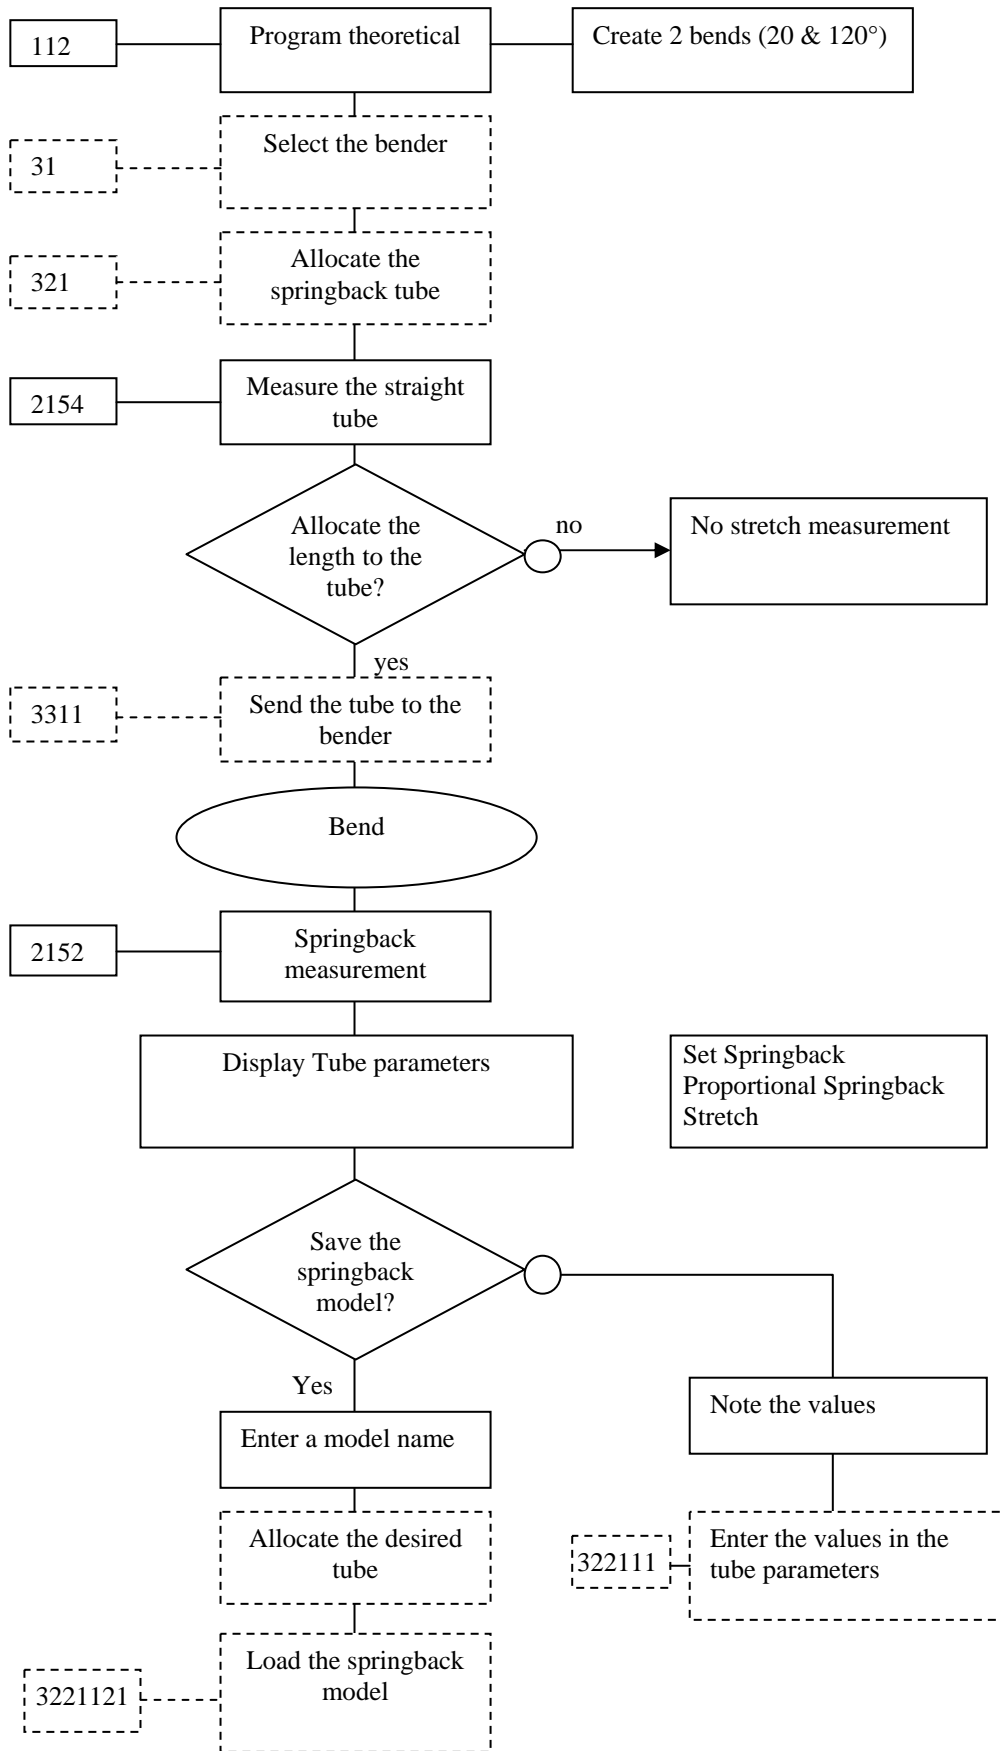 112
Program theoretical
Create 2 bends (20 & 120°)
31
Select the bender
321
Allocate the
springback tube
2154
Measure the straight
tube
Allocate the
length to the
tube?
no
No stretch measurement
yes
3311
Send the tube to the
bender
Bend
2152
Springback
measurement
Display Tube parameters
Set Springback
Proportional Springback
Stretch
Save the
springback
model?
Yes
Enter a model name
Note the values
Allocate the desired
tube
322111
Enter the values in the
tube parameters
3221121
Load the springback
model